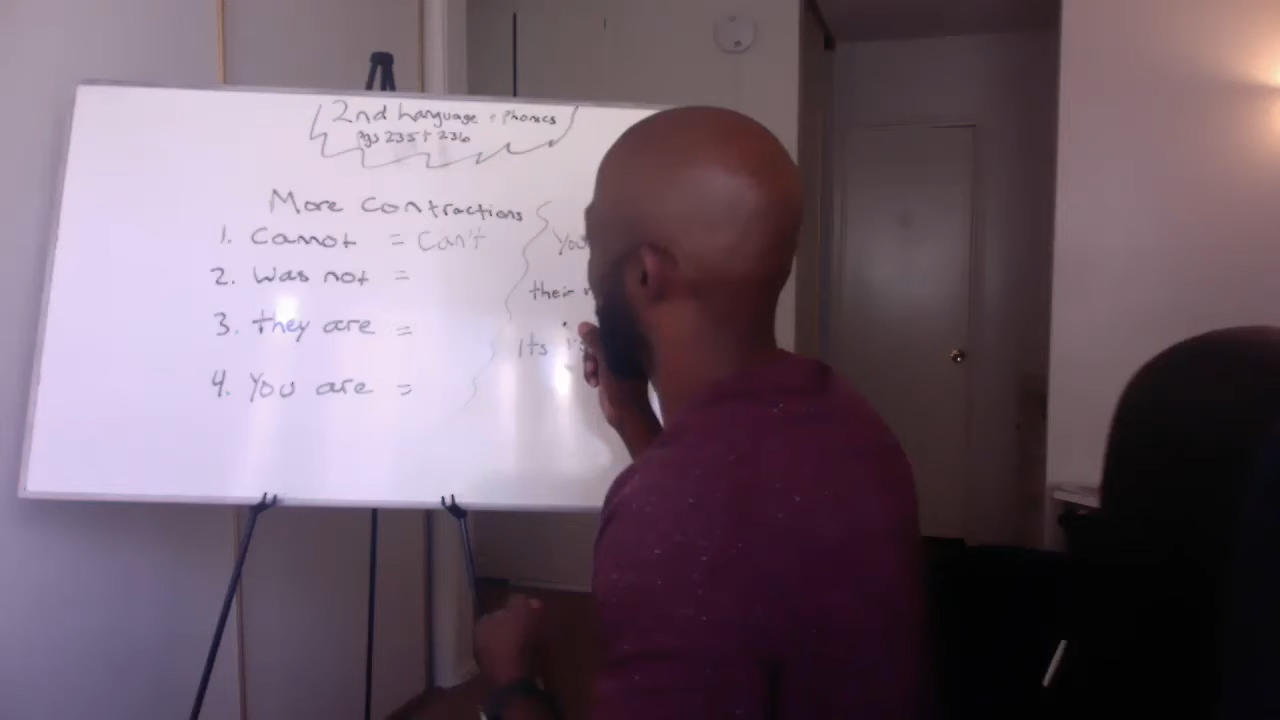 2nd Language + Phonics
Pgs 235 + 236
More contractions
1. Cannot = Can't
2. Was not =
3. they are =
4. You are =
You
their
Its